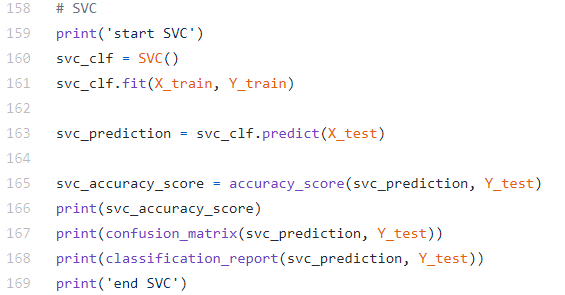 158 # SVC
159 print('start SVC')
160 svc_clf = SVC()
161 svc_clf.fit(X_train, Y_train)
162
163 svc_prediction = svc_clf.predict(X_test)
164
165 svc_accuracy_score = accuracy_score(svc_prediction, Y_test)
166 print(svc_accuracy_score)
167 print(confusion_matrix(svc_prediction, Y_test))
168 print(classification_report(svc_prediction, Y_test))
169 print('end SVC')